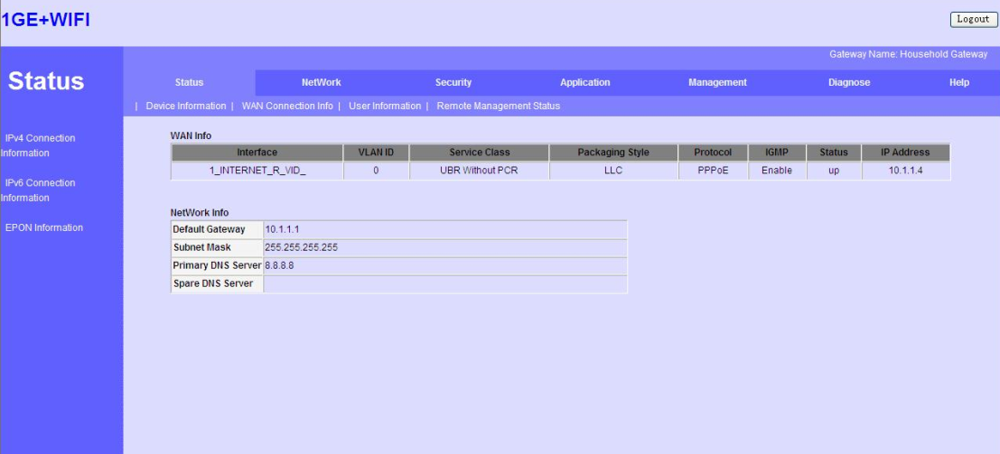 1GE+WIFI
Logout
Gateway Name: Household Gateway
Status
Status NetWork Security Application Management Diagnose Help
| Device Information | WAN Connection Info | User Information | Remote Management Status
IPv4 Connection
Information
IPv6 Connection
Information
EPON Information
WAN Info
Interface VLAN ID Service Class Packaging Style Protocol IGMP Status IP Address
1_INTERNET_R_VID_ 0 UBR Without PCR LLC PPPoE Enable up 10.1.1.4
NetWork Info
Default Gateway 10.1.1.1
Subnet Mask 255.255.255.255
Primary DNS Server 8.8.8.8
Spare DNS Server